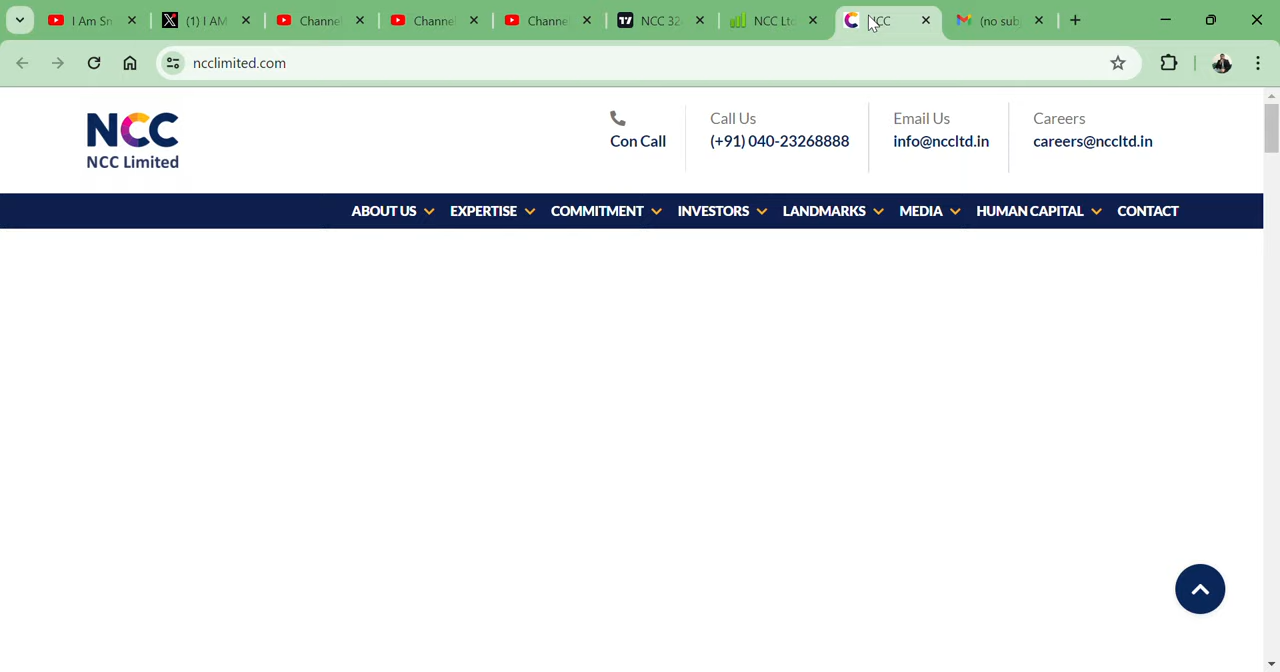 I Am Sn
(1) I AM
Channel
Channel
Channe
NCC 32
NCC Ltd
NCC
(no sub
ncclimited.com
NCC
NCC Limited
Con Call
Call Us
(+91) 040-23268888
Email Us
info@nccltd.in
Careers
careers@nccltd.in
ABOUT US
EXPERTISE
COMMITMENT
INVESTORS
LANDMARKS
MEDIA
HUMAN CAPITAL
CONTACT